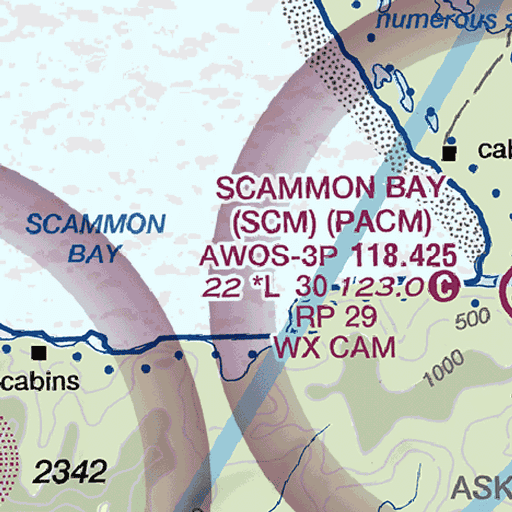 numerous s
cab
SCAMMON BAY
(SCM) (PACM)
AWOS-3P 118.425
22 *L 30 123.0 C
RP 29
WX CAM
SCAMMON
BAY
500
1000
cabins
2342
ASK